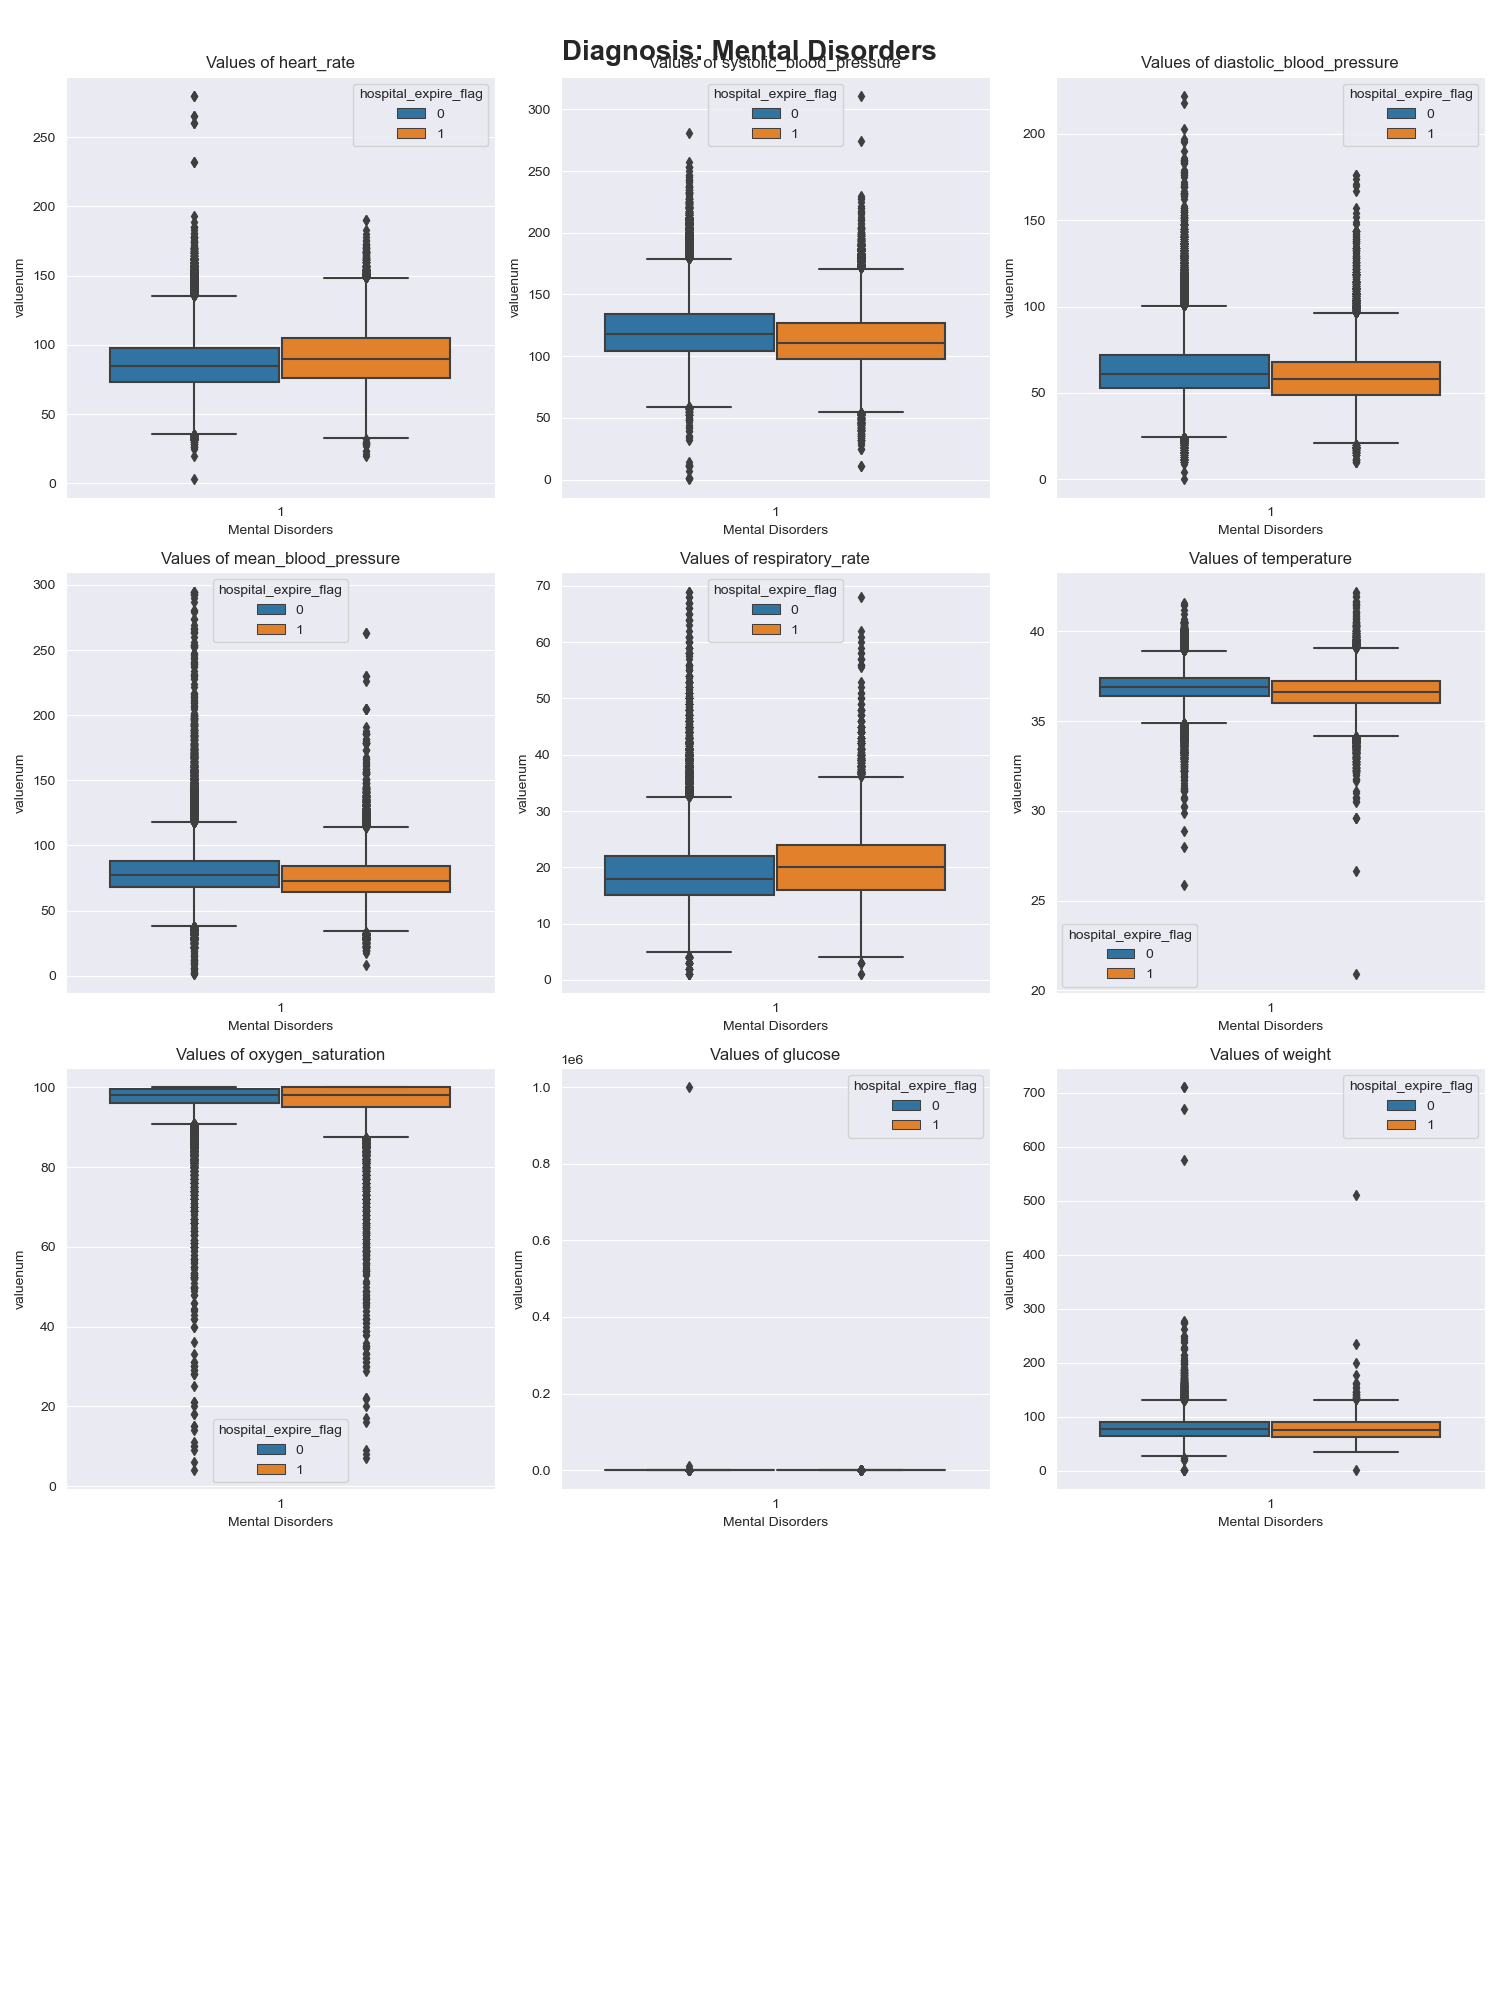 Diagnosis: Mental Disorders
Values of heart_rate
Values of systolic_blood_pressure
Values of diastolic_blood_pressure
hospital_expire_flag
0
1
250
200
150
100
50
0
valuenum
1
Mental Disorders
hospital_expire_flag
0
1
300
250
200
150
100
50
0
valuenum
1
Mental Disorders
hospital_expire_flag
0
1
200
150
100
50
0
valuenum
1
Mental Disorders
Values of mean_blood_pressure
hospital_expire_flag
0
1
300
250
200
150
100
50
0
valuenum
1
Mental Disorders
Values of respiratory_rate
hospital_expire_flag
0
1
70
60
50
40
30
20
10
0
valuenum
1
Mental Disorders
Values of temperature
40
35
30
25
20
valuenum
hospital_expire_flag
0
1
1
Mental Disorders
Values of oxygen_saturation
100
80
60
40
20
0
valuenum
hospital_expire_flag
0
1
1
Mental Disorders
Values of glucose
1e6
hospital_expire_flag
0
1
1.0
0.8
0.6
0.4
0.2
0.0
valuenum
1
Mental Disorders
Values of weight
hospital_expire_flag
0
1
700
600
500
400
300
200
100
0
valuenum
1
Mental Disorders